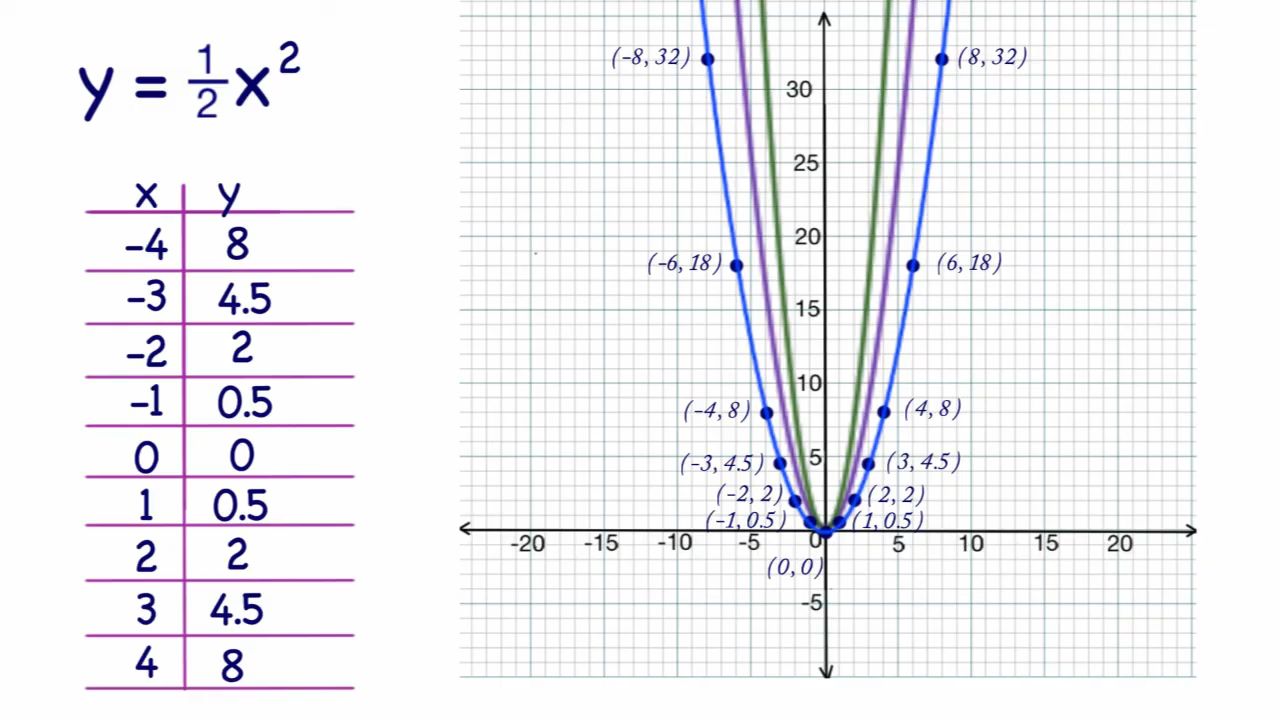 y = 1/2 x²
x y
-4 8
-3 4.5
-2 2
-1 0.5
0 0
1 0.5
2 2
3 4.5
4 8
(-8, 32) (8, 32)
30
25
20
(-6, 18) (6, 18)
15
10
(-4, 8) (4, 8)
5
(-3, 4.5) (3, 4.5)
(-2, 2) (2, 2)
(-1, 0.5) (1, 0.5)
-20 -15 -10 -5 0 5 10 15 20
(0, 0)
-5